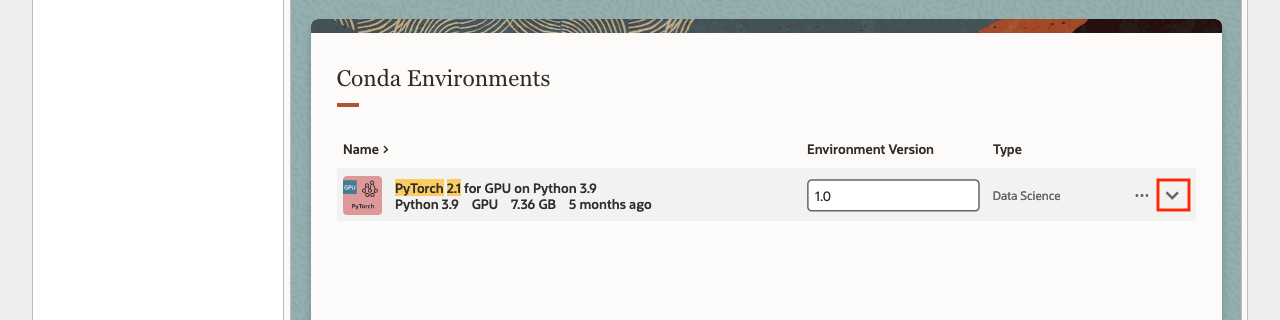 Conda Environments
Name
Environment Version
Type
GPU
PyTorch
PyTorch 2.1 for GPU on Python 3.9
Python 3.9 GPU 7.36 GB 5 months ago
1.0
Data Science